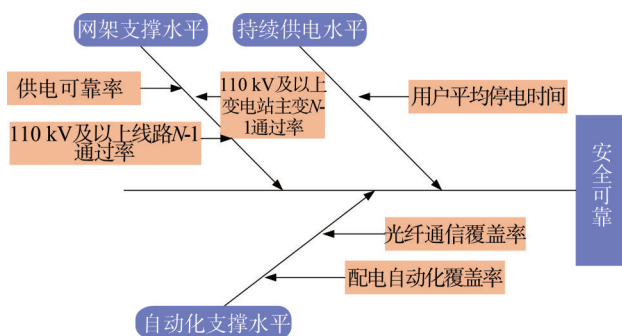 网架支撑水平
持续供电水平
供电可靠率
110 kV及以上
变电站主变N-
1通过率
用户平均停电时间
110 kV及以上线路N-1
通过率
安全可靠
光纤通信覆盖率
配电自动化覆盖率
自动化支撑水平